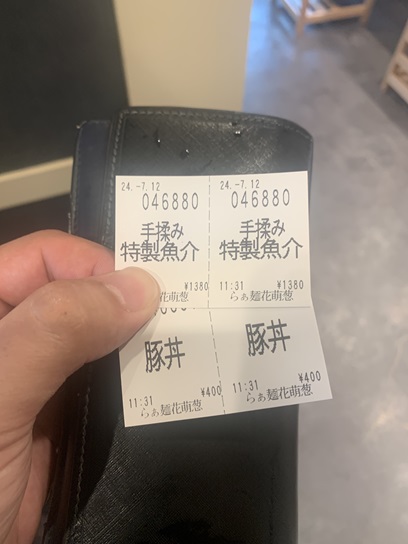 24.-7.12
046880
手揉み
特製魚介
¥1380
らぁ麺花萌葱
24.-7.12
046880
手揉み
特製魚介
11:31 ¥1380
らぁ麺花萌葱
豚丼
¥400
11:31
らぁ麺花萌葱
豚丼
¥400
11:31
らぁ麺花萌葱